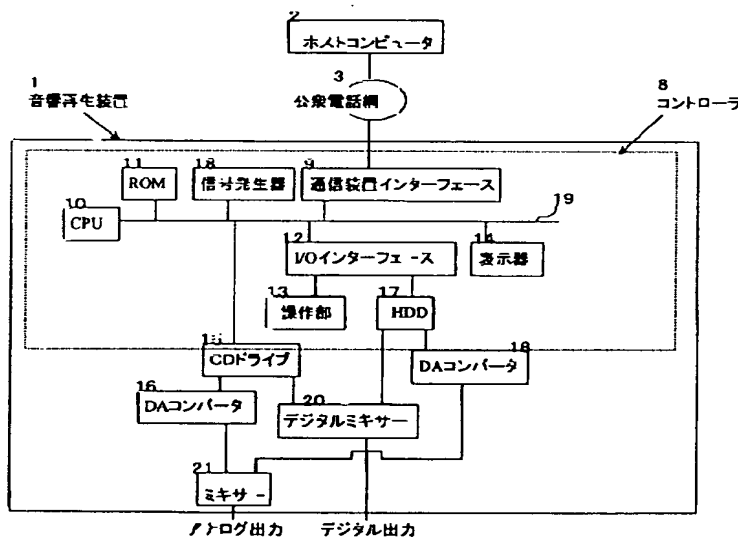 2
ホストコンピュータ
3
公衆電話網
1
音響再生装置
8
コントローラ
11
ROM
18
信号発生器
9
通信装置インターフェース
10
CPU
19
12
I/Oインターフェース
14
表示器
13
操作部
17
HDD
15
CDドライブ
18
DAコンバータ
16
DAコンバータ
20
デジタルミキサー
21
ミキサー
アナログ出力
デジタル出力